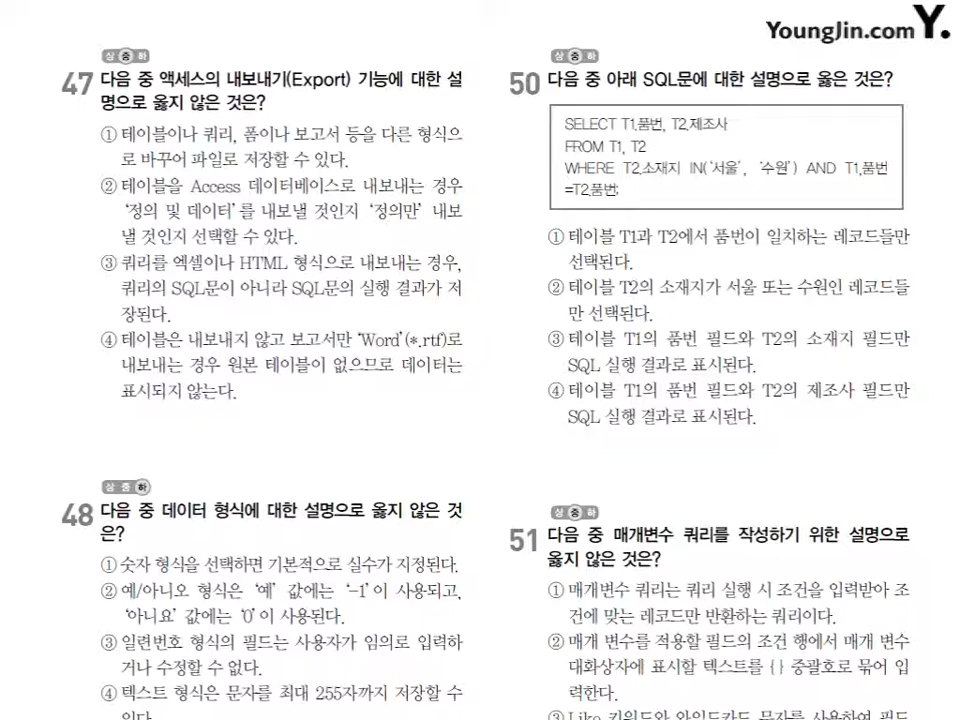 YoungJin.com Y.
상 중 하
47 다음 중 액세스의 내보내기(Export) 기능에 대한 설
명으로 옳지 않은 것은?
① 테이블이나 쿼리, 폼이나 보고서 등을 다른 형식으
로 바꾸어 파일로 저장할 수 있다.
② 테이블을 Access 데이터베이스로 내보내는 경우
‘정의 및 데이터’를 내보낼 것인지 ‘정의만’ 내보
낼 것인지 선택할 수 있다.
③ 쿼리를 엑셀이나 HTML 형식으로 내보내는 경우,
쿼리의 SQL문이 아니라 SQL문의 실행 결과가 저
장된다.
④ 테이블은 내보내지 않고 보고서만 ‘Word’(*.rtf)로
내보내는 경우 원본 테이블이 없으므로 데이터는
표시되지 않는다.
상 중 하
48 다음 중 데이터 형식에 대한 설명으로 옳지 않은 것
은?
① 숫자 형식을 선택하면 기본적으로 실수가 지정된다.
② 예/아니오 형식은 ‘예’ 값에는 ‘-1’이 사용되고,
‘아니요’ 값에는 ‘0’이 사용된다.
③ 일련번호 형식의 필드는 사용자가 임의로 입력하
거나 수정할 수 없다.
④ 텍스트 형식은 문자를 최대 255자까지 저장할 수
있다.
상 중 하
50 다음 중 아래 SQL문에 대한 설명으로 옳은 것은?
SELECT T1.품번, T2.제조사
FROM T1, T2
WHERE T2.소재지 IN(‘서울’, ‘수원’) AND T1.품번
=T2.품번;
① 테이블 T1과 T2에서 품번이 일치하는 레코드들만
선택된다.
② 테이블 T2의 소재지가 서울 또는 수원인 레코드들
만 선택된다.
③ 테이블 T1의 품번 필드와 T2의 소재지 필드만
SQL 실행 결과로 표시된다.
④ 테이블 T1의 품번 필드와 T2의 제조사 필드만
SQL 실행 결과로 표시된다.
상 중 하
51 다음 중 매개변수 쿼리를 작성하기 위한 설명으로
옳지 않은 것은?
① 매개변수 쿼리는 쿼리 실행 시 조건을 입력받아 조
건에 맞는 레코드만 반환하는 쿼리이다.
② 매개 변수를 적용할 필드의 조건 행에서 매개 변수
대화상자에 표시할 텍스트를 { } 중괄호로 묶어 입
력한다.
③ Like 키워드와 와일드카드 문자를 사용하여 필드